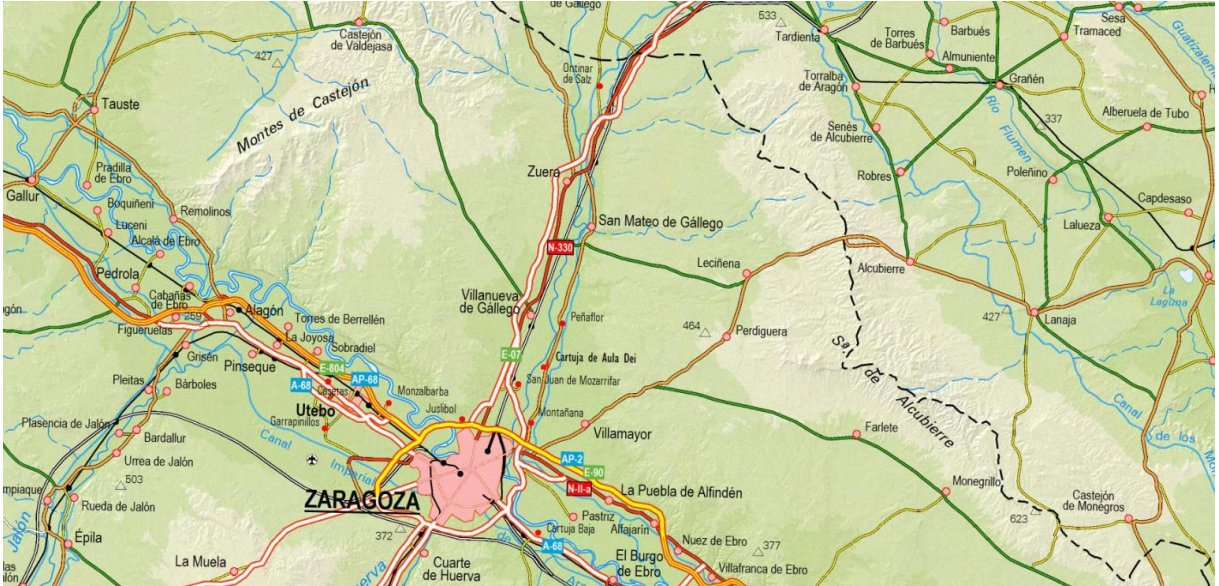 de Gállego
533
Tardienta
Sesa
Tramaced
Guatizalema
Castejón
de Valdejasa
427
Torres
de Barbués
Barbués
Almuniente
Grañén
Ontinar
de Salz
Torralba
de Aragón
Tauste
Montes de Castejón
Río Flumen
337
Alberuela de Tubo
Senés
de Alcubierre
Pradilla
de Ebro
Gallur
Zuera
Robres
Poleñino
Boquiñeni
Remolinos
Luceni
Alcalá de Ebro
San Mateo de Gállego
Capdesaso
Lalueza
N-330
Leciñena
Alcubierre
Pedrola
La
Laguna
Cabañas
de Ebro
259
Alagón
Villanueva
de Gállego
Figueruelas
Torres de Berrellén
Peñaflor
464
Perdiguera
427
Lanaja
La Joyosa
Sobradiel
Grisén
Pinseque
E-07
Cartuja de Aula Dei
Sª de Alcubierre
E-804
AP-68
A-68
Casetas
Pleitas
Bárboles
Monzalbarba
San Juan de Mozarrifar
Utebo
Juslibol
Montañana
Garrapinillos
Canal Imperial
Plasencia de Jalón
Bardallur
Villamayor
Farlete
Canal
de los
Urrea de Jalón
AP-2
E-90
503
N-II-a
La Puebla de Alfindén
Monegrillo
ZARAGOZA
Rueda de Jalón
Castejón
de Monegros
623
Pastriz
Alfajarín
Cartuja Baja
372
Jalón
Épila
A-68
Nuez de Ebro
377
La Muela
Cuarte
de Huerva
El Burgo
de Ebro
Villafranca de Ebro